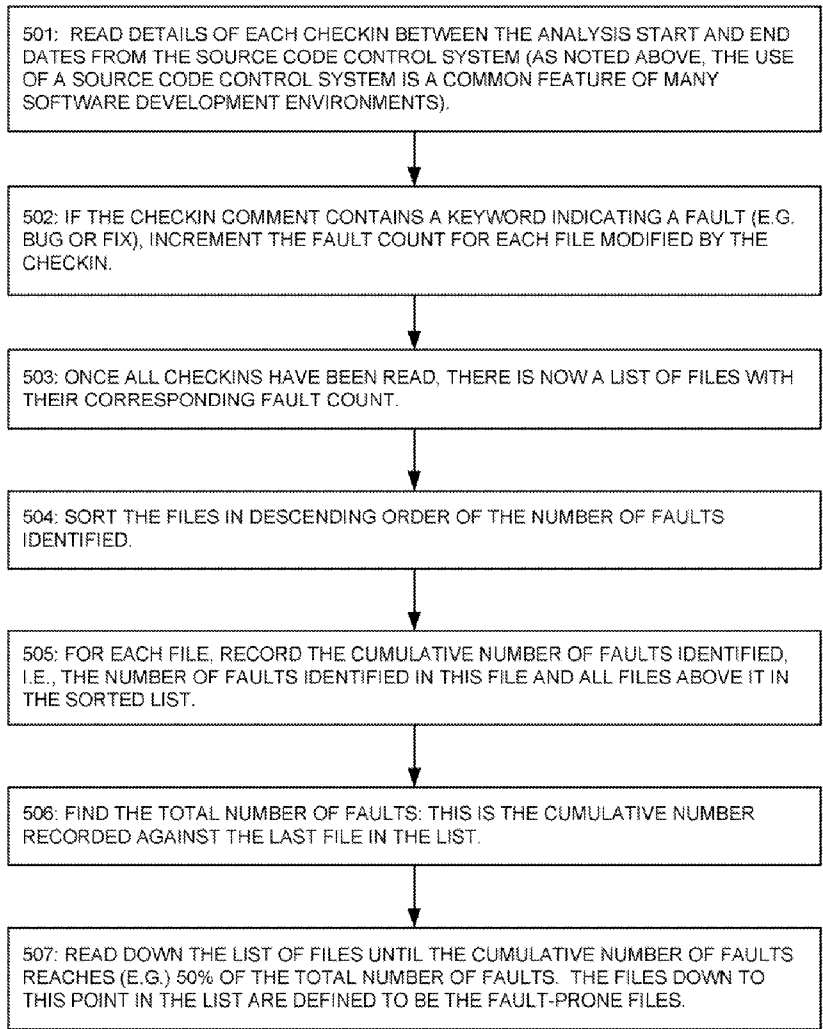 501: READ DETAILS OF EACH CHECKIN BETWEEN THE ANALYSIS START AND END
DATES FROM THE SOURCE CODE CONTROL SYSTEM (AS NOTED ABOVE, THE USE
OF A SOURCE CODE CONTROL SYSTEM IS A COMMON FEATURE OF MANY
SOFTWARE DEVELOPMENT ENVIRONMENTS).
502: IF THE CHECKIN COMMENT CONTAINS A KEYWORD INDICATING A FAULT (E.G.
BUG OR FIX), INCREMENT THE FAULT COUNT FOR EACH FILE MODIFIED BY THE
CHECKIN.
503: ONCE ALL CHECKINS HAVE BEEN READ, THERE IS NOW A LIST OF FILES WITH
THEIR CORRESPONDING FAULT COUNT.
504: SORT THE FILES IN DESCENDING ORDER OF THE NUMBER OF FAULTS
IDENTIFIED.
505: FOR EACH FILE, RECORD THE CUMULATIVE NUMBER OF FAULTS IDENTIFIED,
I.E., THE NUMBER OF FAULTS IDENTIFIED IN THIS FILE AND ALL FILES ABOVE IT IN
THE SORTED LIST.
506: FIND THE TOTAL NUMBER OF FAULTS: THIS IS THE CUMULATIVE NUMBER
RECORDED AGAINST THE LAST FILE IN THE LIST.
507: READ DOWN THE LIST OF FILES UNTIL THE CUMULATIVE NUMBER OF FAULTS
REACHES (E.G.) 50% OF THE TOTAL NUMBER OF FAULTS. THE FILES DOWN TO
THIS POINT IN THE LIST ARE DEFINED TO BE THE FAULT-PRONE FILES.